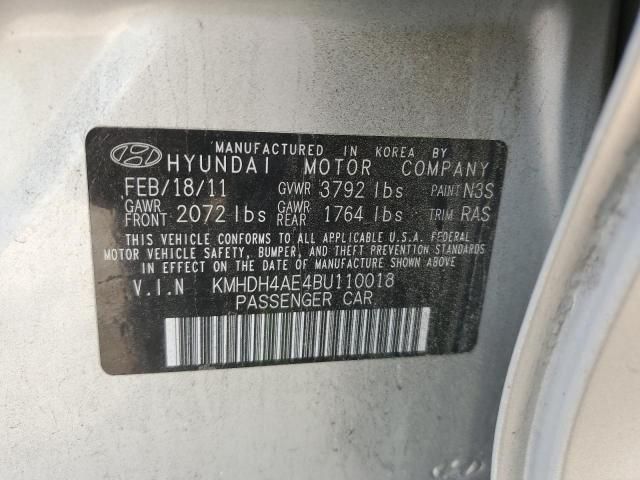 MANUFACTURED IN KOREA BY
HYUNDAI MOTOR COMPANY
FEB/18/11 GVWR 3792 lbs PAINT N3S
GAWR FRONT 2072 lbs GAWR REAR 1764 lbs TRIM RAS
THIS VEHICLE CONFORMS TO ALL APPLICABLE U.S.A. FEDERAL
MOTOR VEHICLE SAFETY, BUMPER, AND THEFT PREVENTION STANDARDS
IN EFFECT ON THE DATE OF MANUFACTURE SHOWN ABOVE.
V.I.N KMHDH4AE4BU110018
PASSENGER CAR